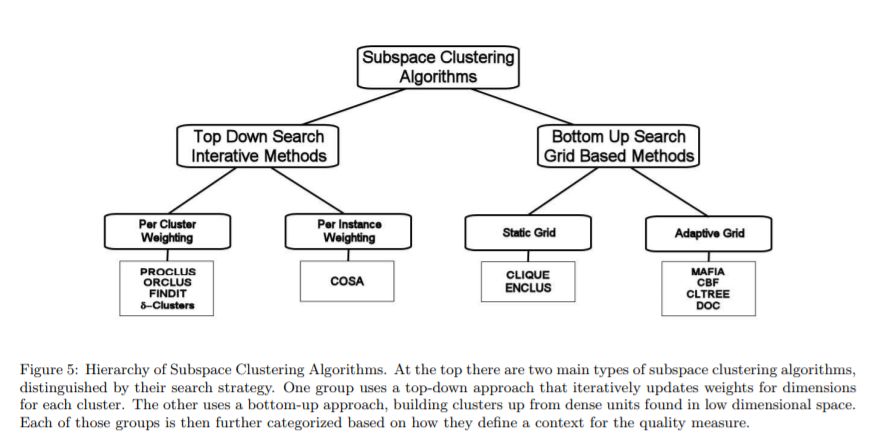 Subspace Clustering
Algorithms
Top Down Search
Interative Methods
Bottom Up Search
Grid Based Methods
Per Cluster
Weighting
Per Instance
Weighting
Static Grid
Adaptive Grid
PROCLUS
ORCLUS
FINDIT
δ-Clusters
COSA
CLIQUE
ENCLUS
MAFIA
CBF
CLTREE
DOC
Figure 5: Hierarchy of Subspace Clustering Algorithms. At the top there are two main types of subspace clustering algorithms,
distinguished by their search strategy. One group uses a top-down approach that iteratively updates weights for dimensions
for each cluster. The other uses a bottom-up approach, building clusters up from dense units found in low dimensional space.
Each of those groups is then further categorized based on how they define a context for the quality measure.